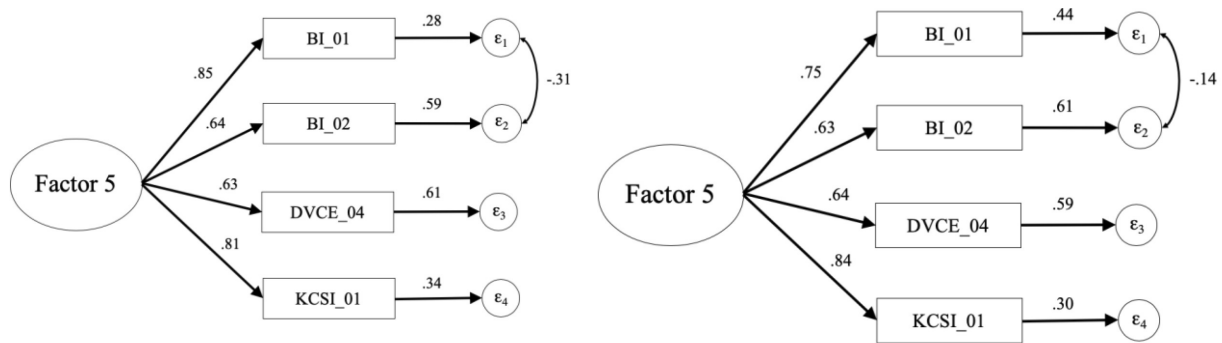 Factor 5
.85
.64
.63
.81
BI_01
BI_02
DVCE_04
KCSI_01
.28
.59
.61
.34
ε1
ε2
ε3
ε4
-.31
Factor 5
.75
.63
.64
.84
BI_01
BI_02
DVCE_04
KCSI_01
.44
.61
.59
.30
ε1
ε2
ε3
ε4
-.14